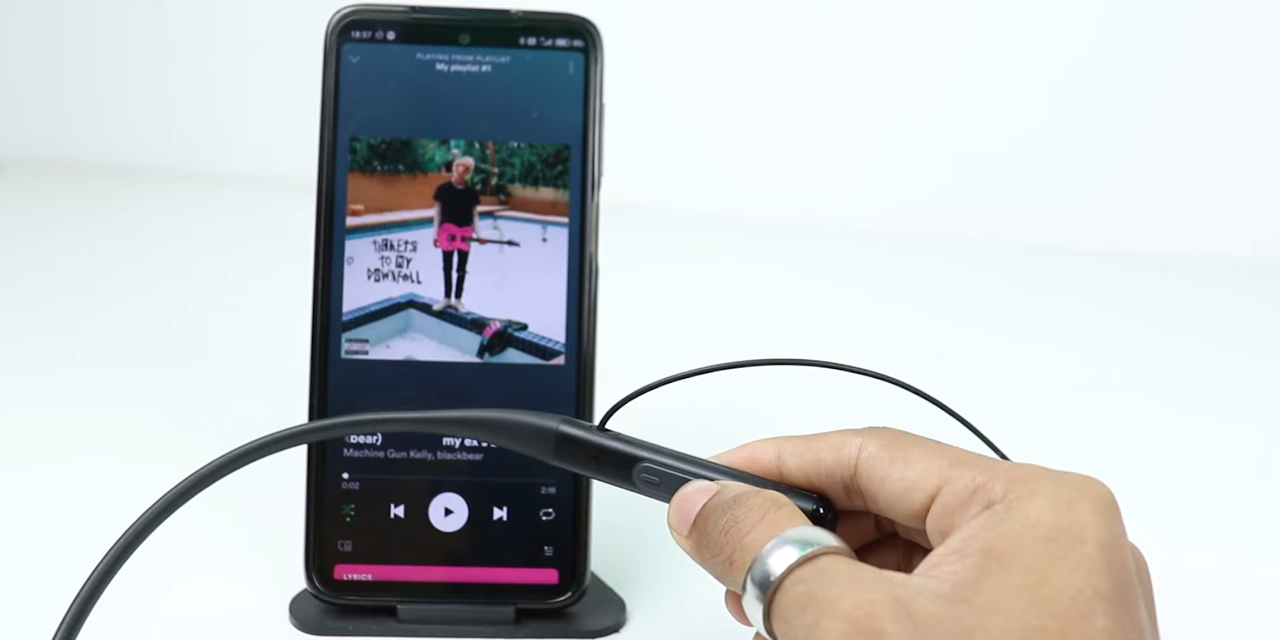 18:57
PLAYING FROM PLAYLIST
My playlist #1
TICKETS
TO MY
DOWNFALL
(bear)
my ex's
Machine Gun Kelly, blackbear
0:02
2:19
LYRICS